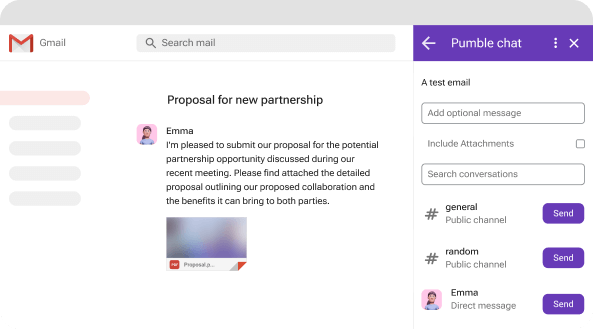 Gmail
Search mail
Pumble chat
Proposal for new partnership
Emma
I'm pleased to submit our proposal for the potential
partnership opportunity discussed during our
recent meeting. Please find attached the detailed
proposal outlining our proposed collaboration and
the benefits it can bring to both parties.
PDF
Proposal p...
A test email
Add optional message
Include Attachments
Search conversations
general
Public channel
Send
random
Public channel
Send
Emma
Direct message
Send